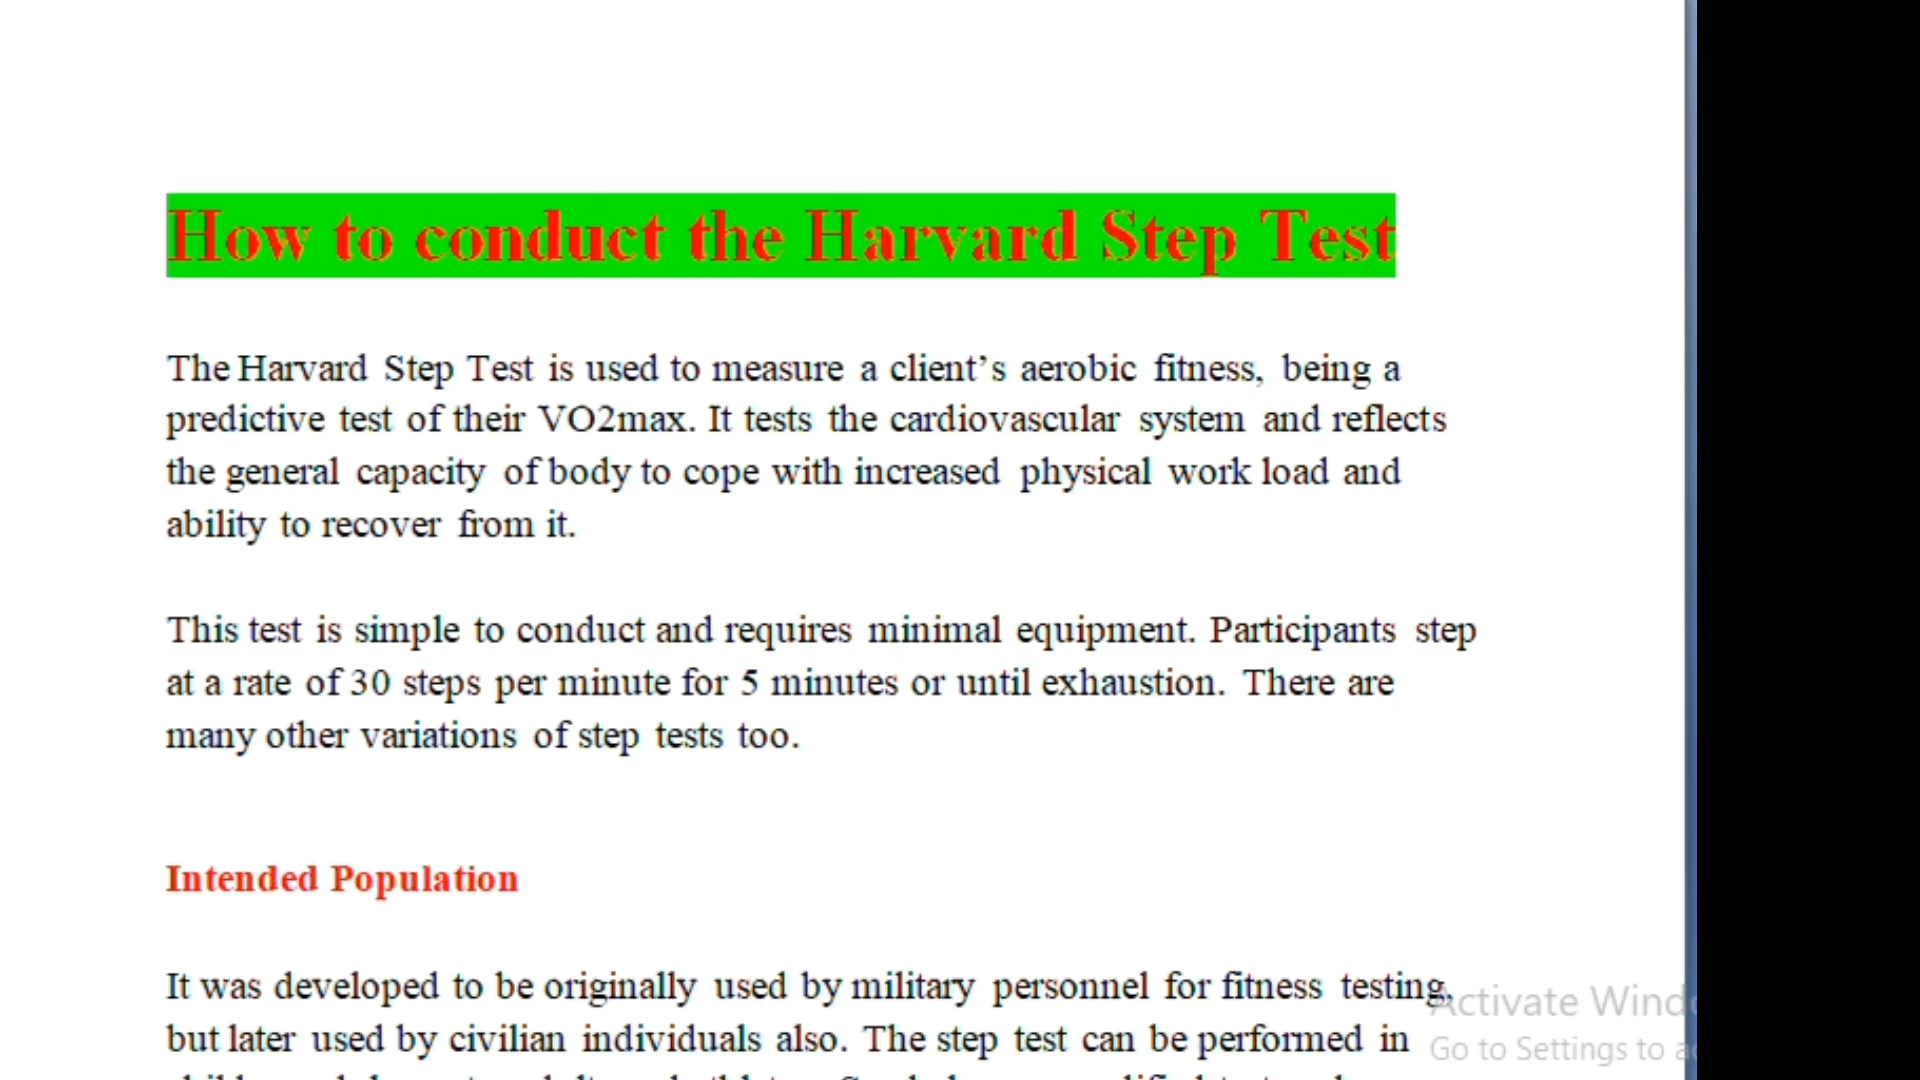 How to conduct the Harvard Step Test
The Harvard Step Test is used to measure a client’s aerobic fitness, being a
predictive test of their VO2max. It tests the cardiovascular system and reflects
the general capacity of body to cope with increased physical work load and
ability to recover from it.
This test is simple to conduct and requires minimal equipment. Participants step
at a rate of 30 steps per minute for 5 minutes or until exhaustion. There are
many other variations of step tests too.
Intended Population
It was developed to be originally used by military personnel for fitness testing,
but later used by civilian individuals also. The step test can be performed in
Activate Wind
Go to Settings to a